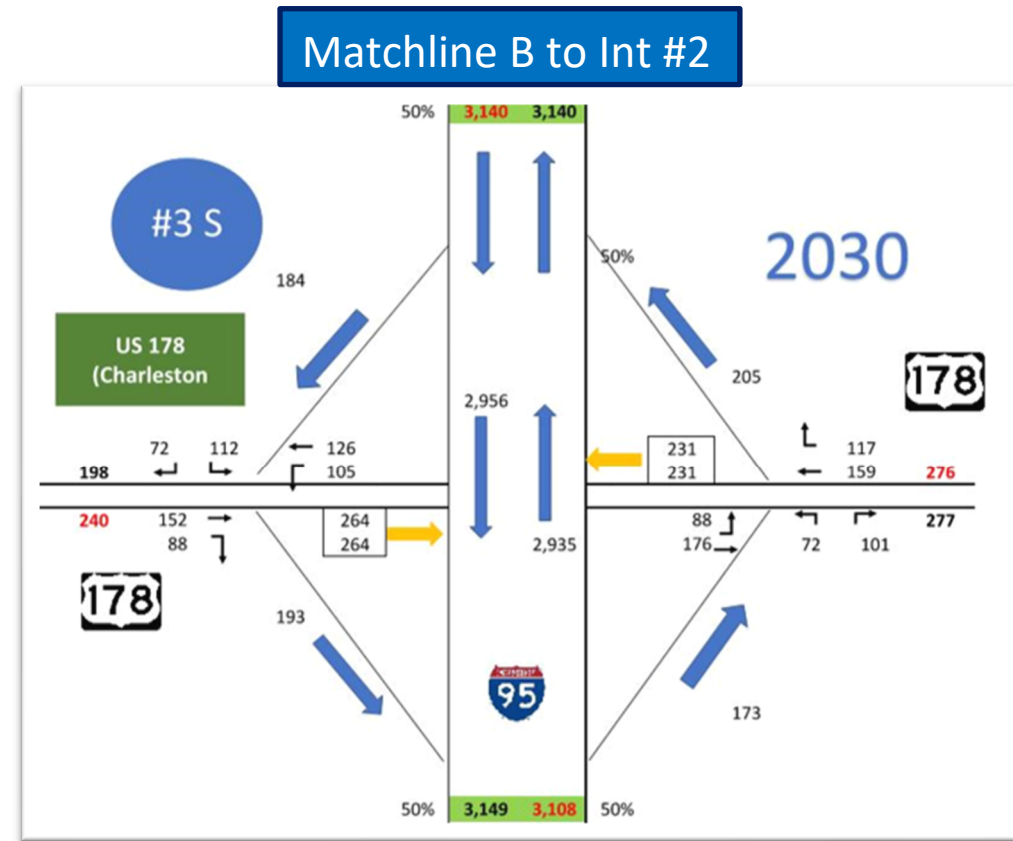 Matchline B to Int #2
50% 3,140 3,140
#3 S
2030
50%
184
US 178
(Charleston
178
205
2,956
72 112 126 231 117
198 105 231 159 276
240 152 264 88 277
88 264 2,935 176 72 101
178
193
95
173
50% 3,149 3,108 50%